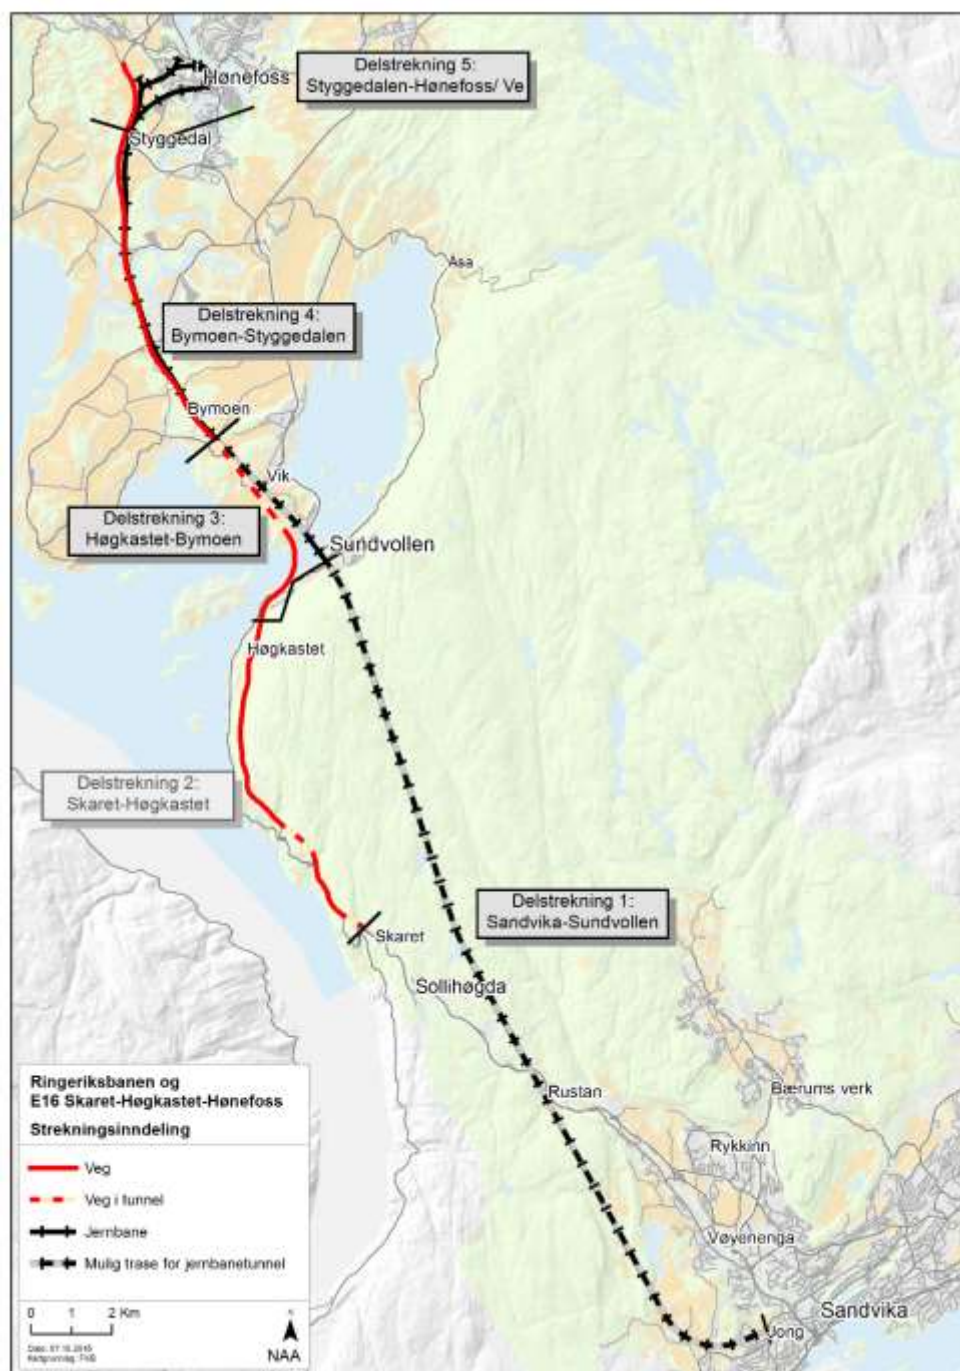 Delstrekning 5:
Styggedalen-Hønefoss/ Ve
Hønefoss
Styggedal
Åsa
Delstrekning 4:
Bymoen-Styggedalen
Bymoen
Vik
Delstrekning 3:
Høgkastet-Bymoen
Sundvollen
Høgkastet
Delstrekning 2:
Skaret-Høgkastet
Delstrekning 1:
Sandvika-Sundvollen
Skaret
Sollihøgda
Rustan
Bærums verk
Rykkinn
Vøyenenga
Sandvika
Jong
Ringeriksbanen og
E16 Skaret-Høgkastet-Hønefoss
Strekningsinndeling
Veg
Veg i tunnel
Jernbane
Mulig trase for jernbanetunnel
0 1 2 Km
NAA